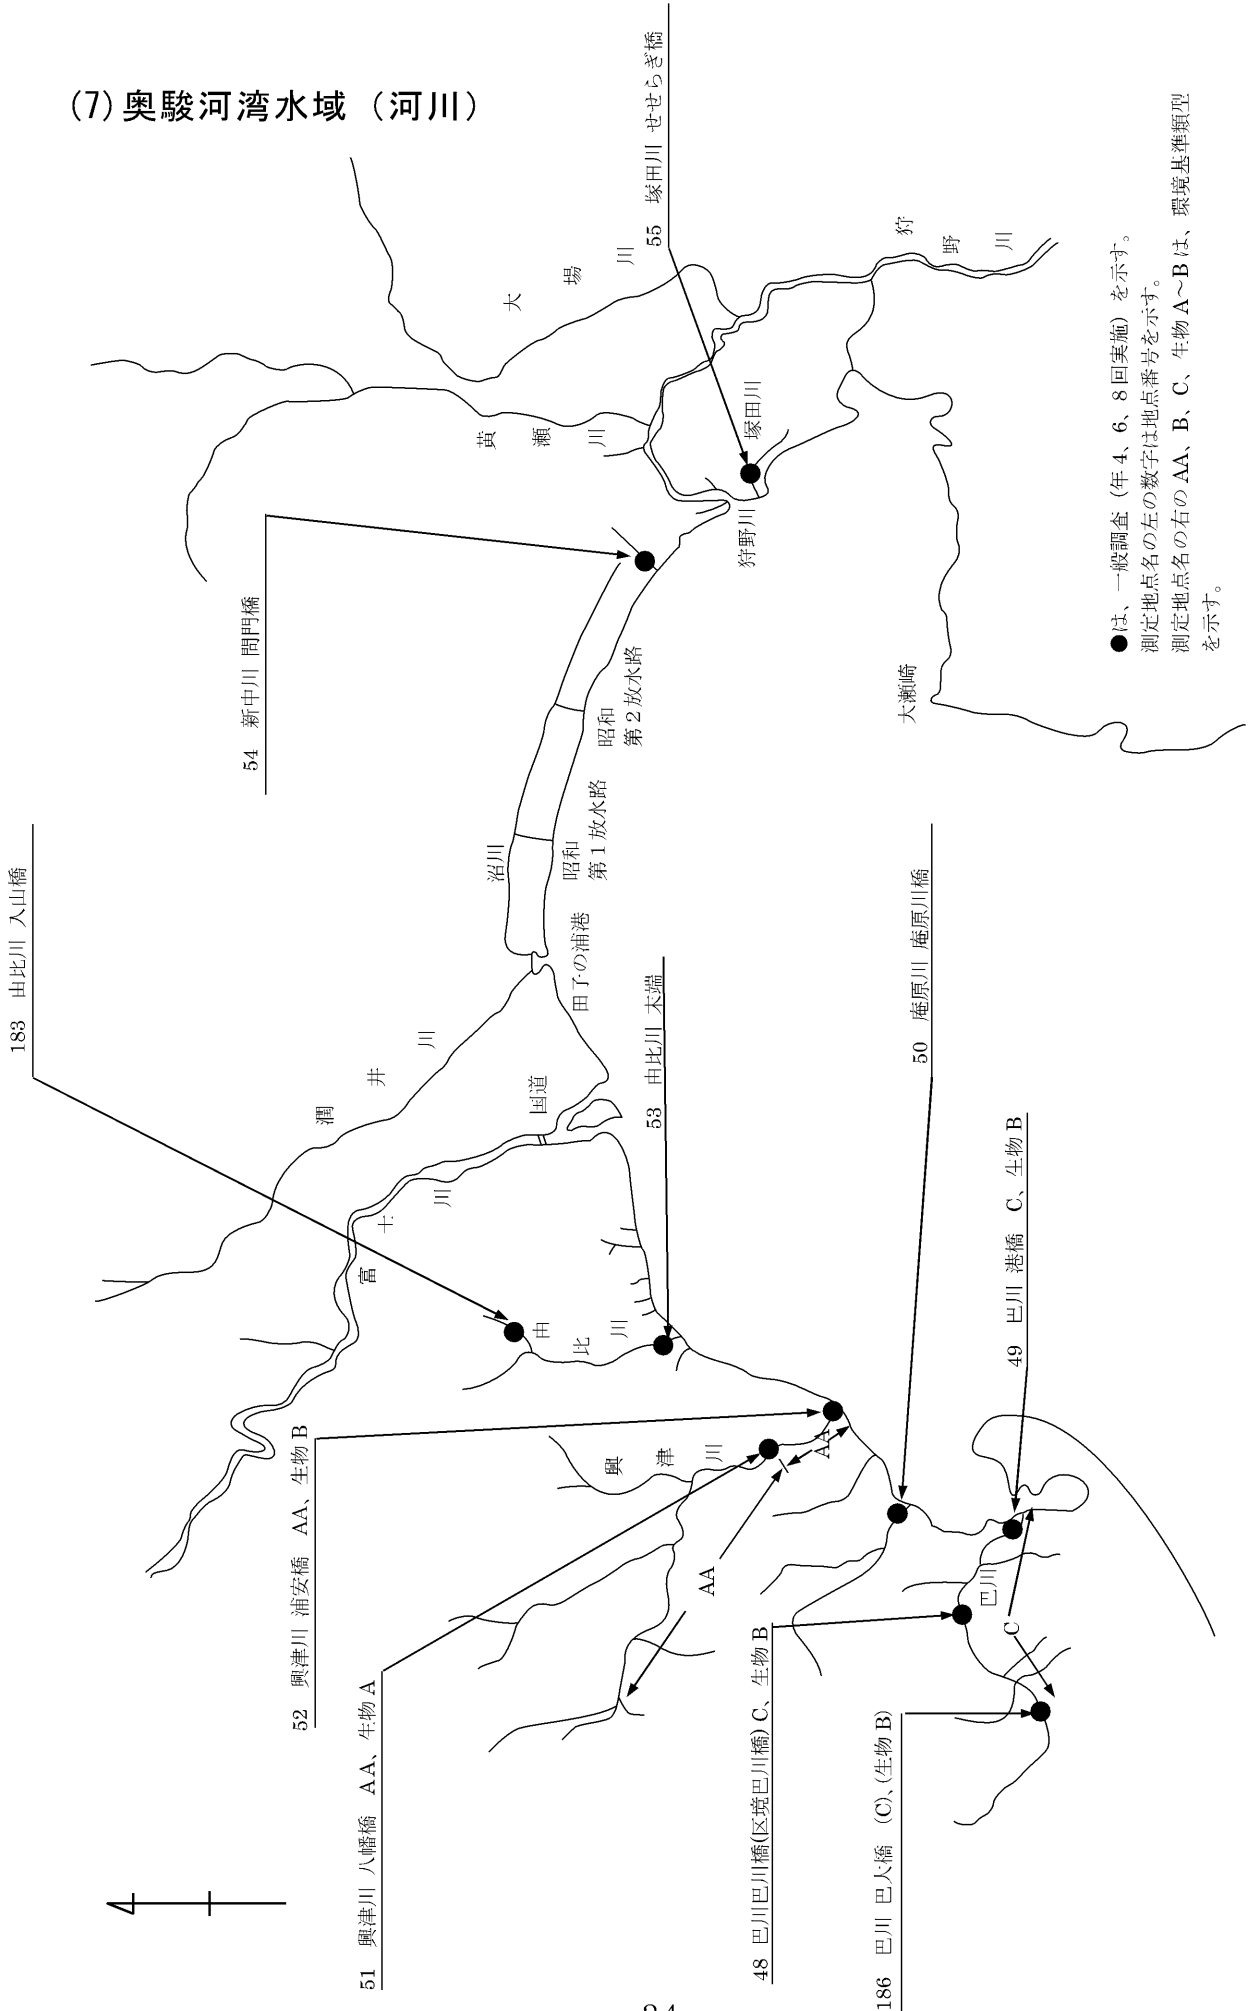 (7)奥駿河湾水域（河川）
55 塚田川 せせらぎ橋
狩野川
大場川
塚田川
黄瀬川
狩野川
54 新中川 間門橋
大瀬崎
昭和
第2放水路
昭和
第1放水路
沼川
田子の浦港
183 由比川 入山橋
潤井川
国道
富士川
53 由比川 末端
50 庵原川 庵原川橋
49 巴川 港橋 C、生物B
由比川
52 興津川 浦安橋 AA、生物B
興津川
AA
AA
51 興津川 八幡橋 AA、生物A
巴川
C
48 巴川巴川橋(区境巴川橋) C、生物B
186 巴川 巴大橋 (C)、(生物B)
●は、一般調査（年4、6、8回実施）を示す。
測定地点名の左の数字は地点番号を示す。
測定地点名の右のAA、B、C、生物A～Bは、環境基準類型
を示す。